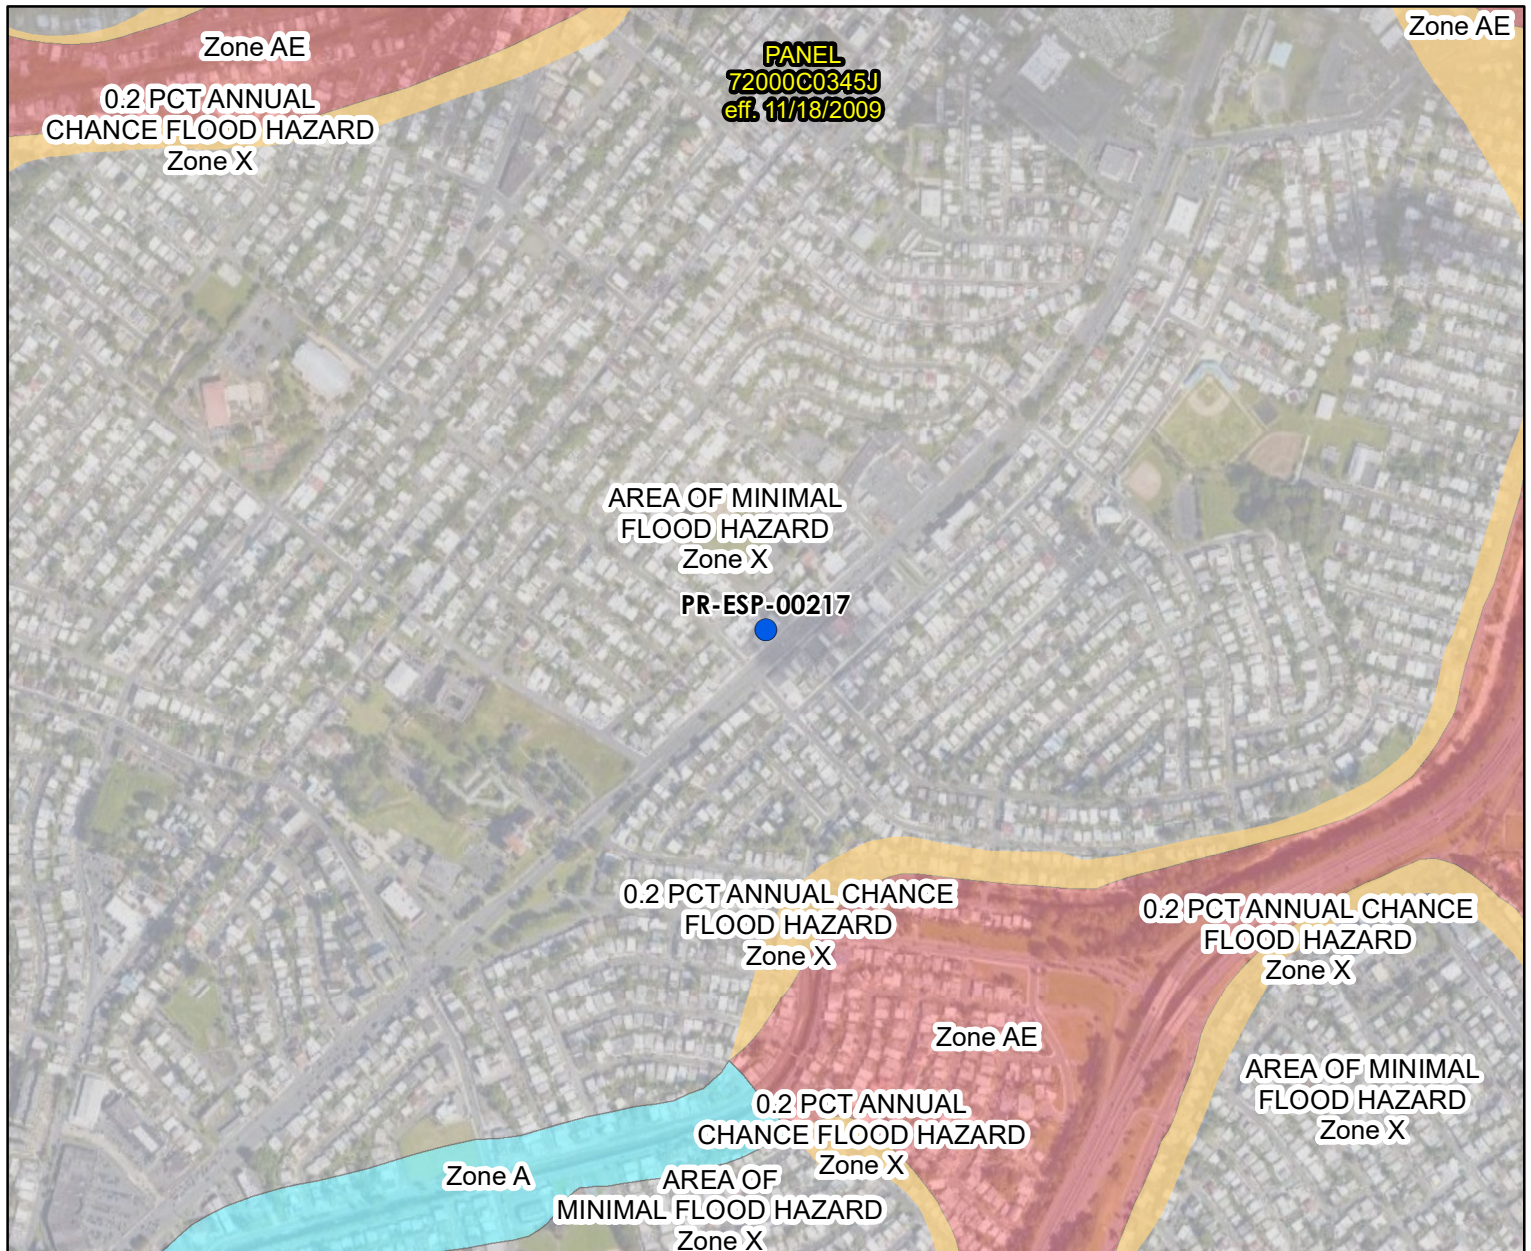 Zone AE
0.2 PCT ANNUAL
CHANCE FLOOD HAZARD
Zone X
PANEL
72000C0345J
eff. 11/18/2009
Zone AE
AREA OF MINIMAL
FLOOD HAZARD
Zone X
PR-ESP-00217
0.2 PCT ANNUAL CHANCE
FLOOD HAZARD
Zone X
0.2 PCT ANNUAL CHANCE
FLOOD HAZARD
Zone X
Zone AE
AREA OF MINIMAL
FLOOD HAZARD
Zone X
0.2 PCT ANNUAL
CHANCE FLOOD HAZARD
Zone X
Zone A
AREA OF
MINIMAL FLOOD HAZARD
Zone X